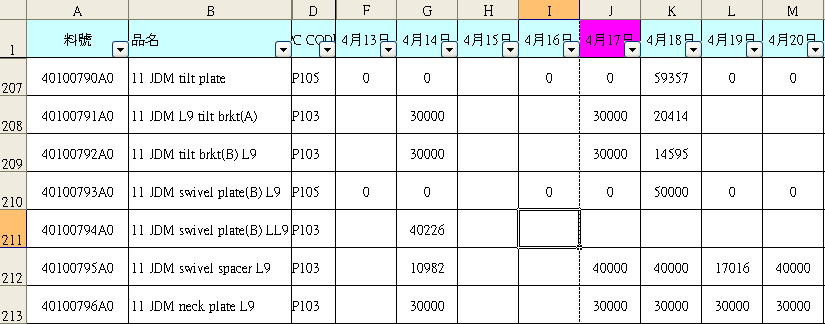 A B D F G H I J K L M
1 料號 品名 C CODE 4月13日 4月14日 4月15日 4月16日 4月17日 4月18日 4月19日 4月20日
207 40100790A0 11 JDM tilt plate P105 0 0 0 0 59357 0 0
208 40100791A0 11 JDM L9 tilt brkt(A) P103 30000 30000 20414
209 40100792A0 11 JDM tilt brkt(B) L9 P103 30000 30000 14595
210 40100793A0 11 JDM swivel plate(B) L9 P105 0 0 0 0 50000 0 0
211 40100794A0 11 JDM swivel plate(B) LL9 P103 40226
212 40100795A0 11 JDM swivel spacer L9 P103 10982 40000 40000 17016 40000
213 40100796A0 11 JDM neck plate L9 P103 30000 30000 30000 30000 30000